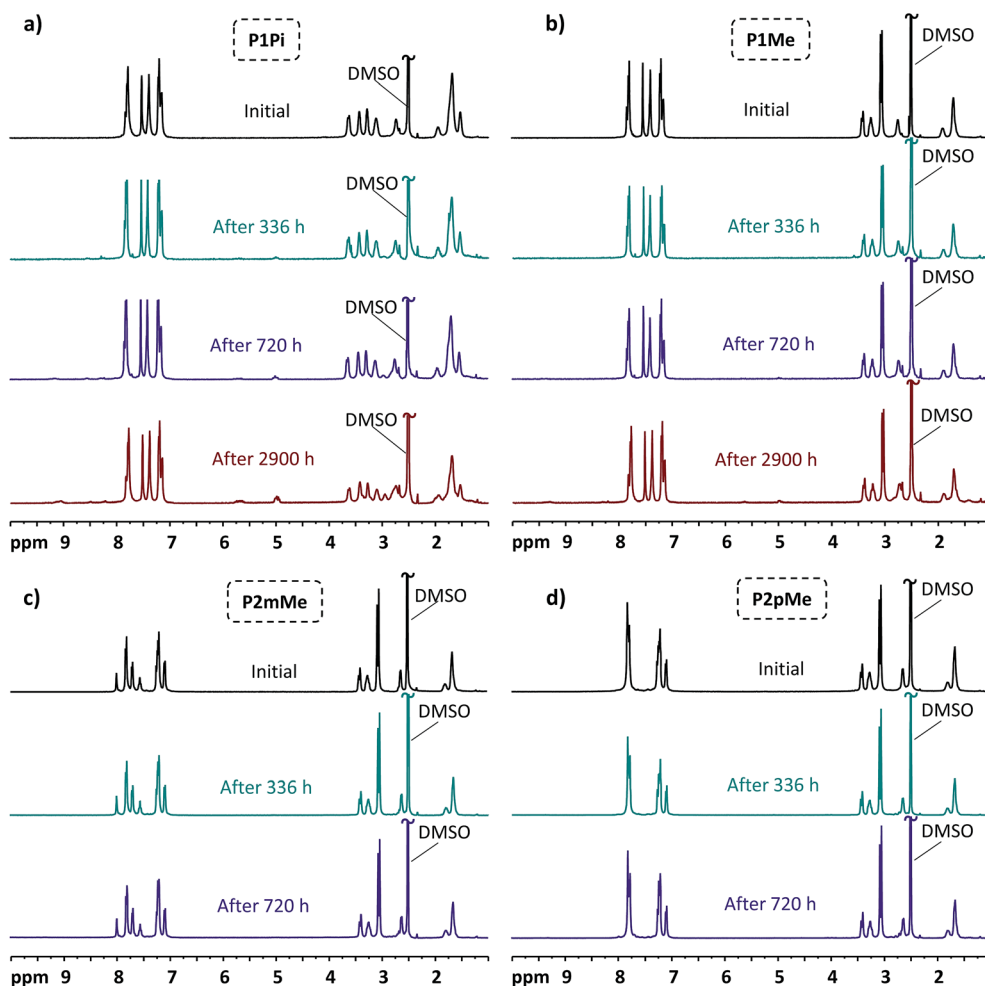 a)
P1Pi
DMSO
Initial
DMSO
After 336 h
DMSO
After 720 h
DMSO
After 2900 h
ppm 9 8 7 6 5 4 3 2
b)
P1Me
DMSO
Initial
DMSO
After 336 h
DMSO
After 720 h
DMSO
After 2900 h
ppm 9 8 7 6 5 4 3 2
c)
P2mMe
DMSO
Initial
DMSO
After 336 h
DMSO
After 720 h
ppm 9 8 7 6 5 4 3 2
d)
P2pMe
DMSO
Initial
DMSO
After 336 h
DMSO
After 720 h
ppm 9 8 7 6 5 4 3 2